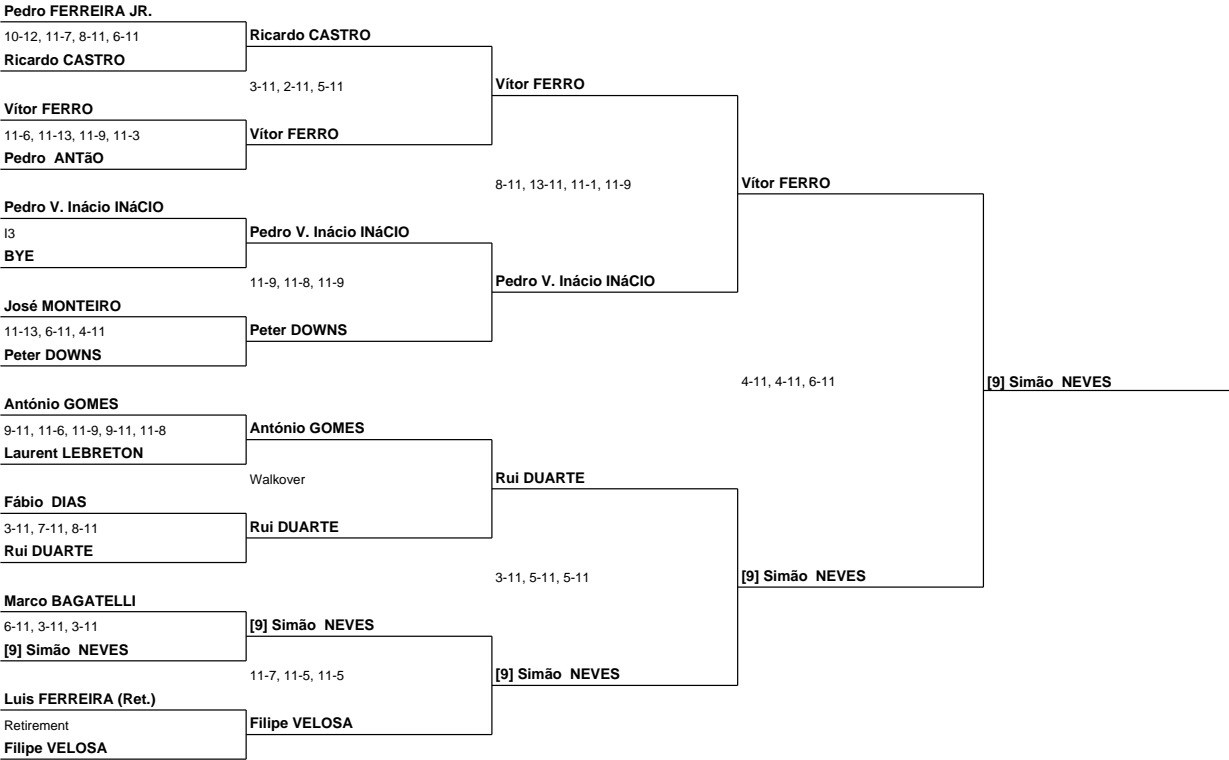 Pedro FERREIRA JR.
10-12, 11-7, 8-11, 6-11
Ricardo CASTRO
Ricardo CASTRO
3-11, 2-11, 5-11
Vítor FERRO
Vítor FERRO
11-6, 11-13, 11-9, 11-3
Vítor FERRO
Pedro  ANTãO
8-11, 13-11, 11-1, 11-9
Vítor FERRO
Pedro V. Inácio INáCIO
I3
Pedro V. Inácio INáCIO
BYE
11-9, 11-8, 11-9
Pedro V. Inácio INáCIO
José MONTEIRO
11-13, 6-11, 4-11
Peter DOWNS
Peter DOWNS
4-11, 4-11, 6-11
[9] Simão  NEVES
António GOMES
9-11, 11-6, 11-9, 9-11, 11-8
António GOMES
Laurent LEBRETON
Walkover
Rui DUARTE
Fábio  DIAS
3-11, 7-11, 8-11
Rui DUARTE
Rui DUARTE
3-11, 5-11, 5-11
[9] Simão  NEVES
Marco BAGATELLI
6-11, 3-11, 3-11
[9] Simão  NEVES
[9] Simão  NEVES
11-7, 11-5, 11-5
[9] Simão  NEVES
Luis FERREIRA (Ret.)
Retirement
Filipe VELOSA
Filipe VELOSA